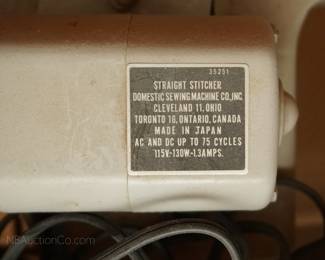 35251
STRAIGHT STITCHER
DOMESTIC SEWING MACHINE CO., INC
CLEVELAND 11, OHIO
TORONTO 16, ONTARIO, CANADA
MADE IN JAPAN
AC AND DC UP TO 75 CYCLES
115V-130W-1.3AMPS.
NBAuctionCo.com